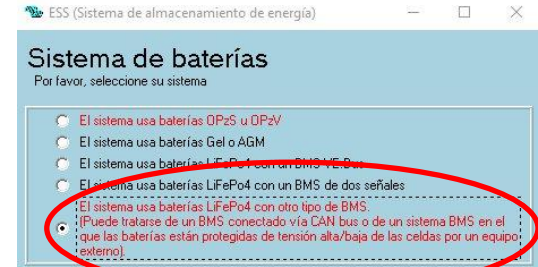 ESS (Sistema de almacenamiento de energía)
Sistema de baterías
Por favor, seleccione su sistema
El sistema usa baterías OPzS u OPzV
El sistema usa baterías Gel o AGM
El sistema usa baterías LiFePo4 con un BMS VE.Bus
El sistema usa baterías LiFePo4 con un BMS de dos señales
El sistema usa baterías LiFePo4 con otro tipo de BMS.
(Puede tratarse de un BMS conectado vía CAN bus o de un sistema BMS en el
que las baterías están protegidas de tensión alta/baja de las celdas por un equipo
externo).